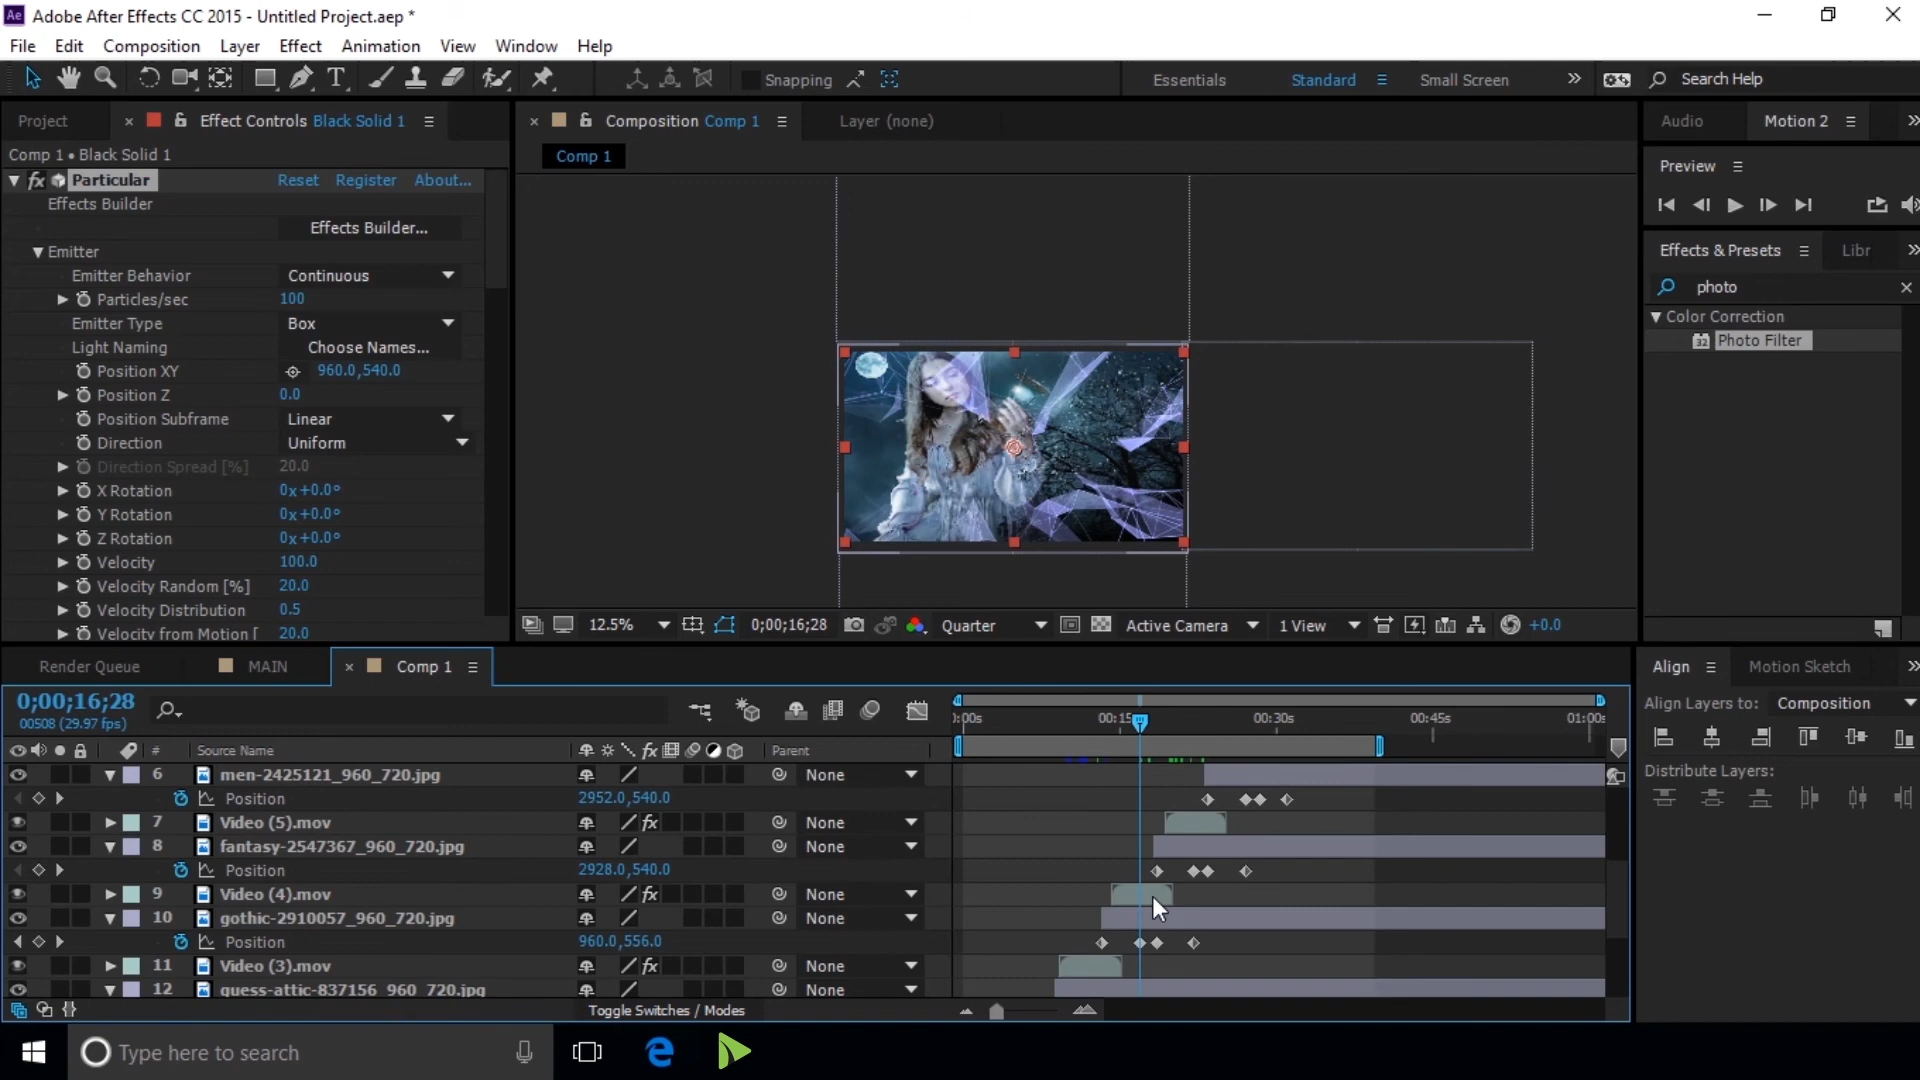 Ae Adobe After Effects CC 2015 - Untitled Project.aep *
File Edit Composition Layer Effect Animation View Window Help
Snapping Essentials Standard Small Screen Search Help
Project Effect Controls Black Solid 1 Composition Comp 1 Layer (none) Audio Motion 2
Comp 1 • Black Solid 1 Comp 1
Preview
fx Particular Reset Register About...
Effects Builder
Effects Builder...
Emitter
Effects & Presets Libr
Emitter Behavior Continuous
photo
Particles/sec 100
Color Correction
Emitter Type Box
32 Photo Filter
Light Naming Choose Names...
Position XY 960.0,540.0
Position Z 0.0
Position Subframe Linear
Direction Uniform
Direction Spread [%] 20.0
X Rotation 0x+0.0°
Y Rotation 0x+0.0°
Z Rotation 0x+0.0°
Velocity 100.0
Velocity Random [%] 20.0
Velocity Distribution 0.5
Velocity from Motion [ 20.0
12.5% 0;00;16;28 Quarter Active Camera 1 View +0.0
Render Queue MAIN Comp 1 Align Motion Sketch
0;00;16;28
00508 (29.97 fps)
):00s 00:15 00:30s 00:45s 01:00s
Align Layers to: Composition
# Source Name fx Parent
Distribute Layers:
6 men-2425121_960_720.jpg None
Position 2952.0,540.0
7 Video (5).mov fx None
8 fantasy-2547367_960_720.jpg None
Position 2928.0,540.0
9 Video (4).mov fx None
10 gothic-2910057_960_720.jpg None
Position 960.0,556.0
11 Video (3).mov fx None
12 guess-attic-837156_960_720.jpg None
Toggle Switches / Modes
Type here to search